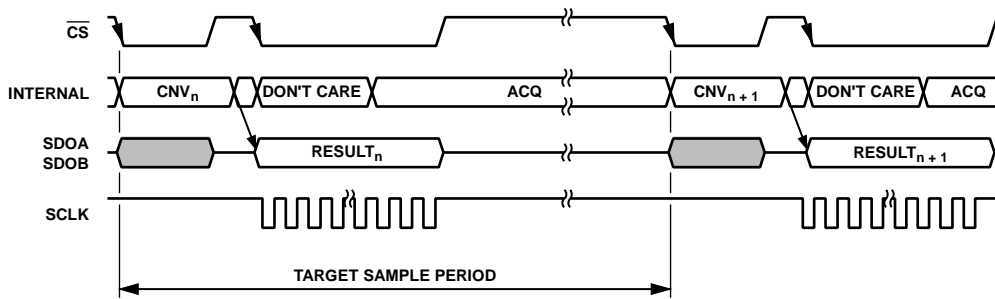 CS
INTERNAL
CNVn
DON'T CARE
ACQ
CNVn + 1
DON'T CARE
ACQ
SDOA
SDOB
RESULTn
RESULTn + 1
SCLK
TARGET SAMPLE PERIOD